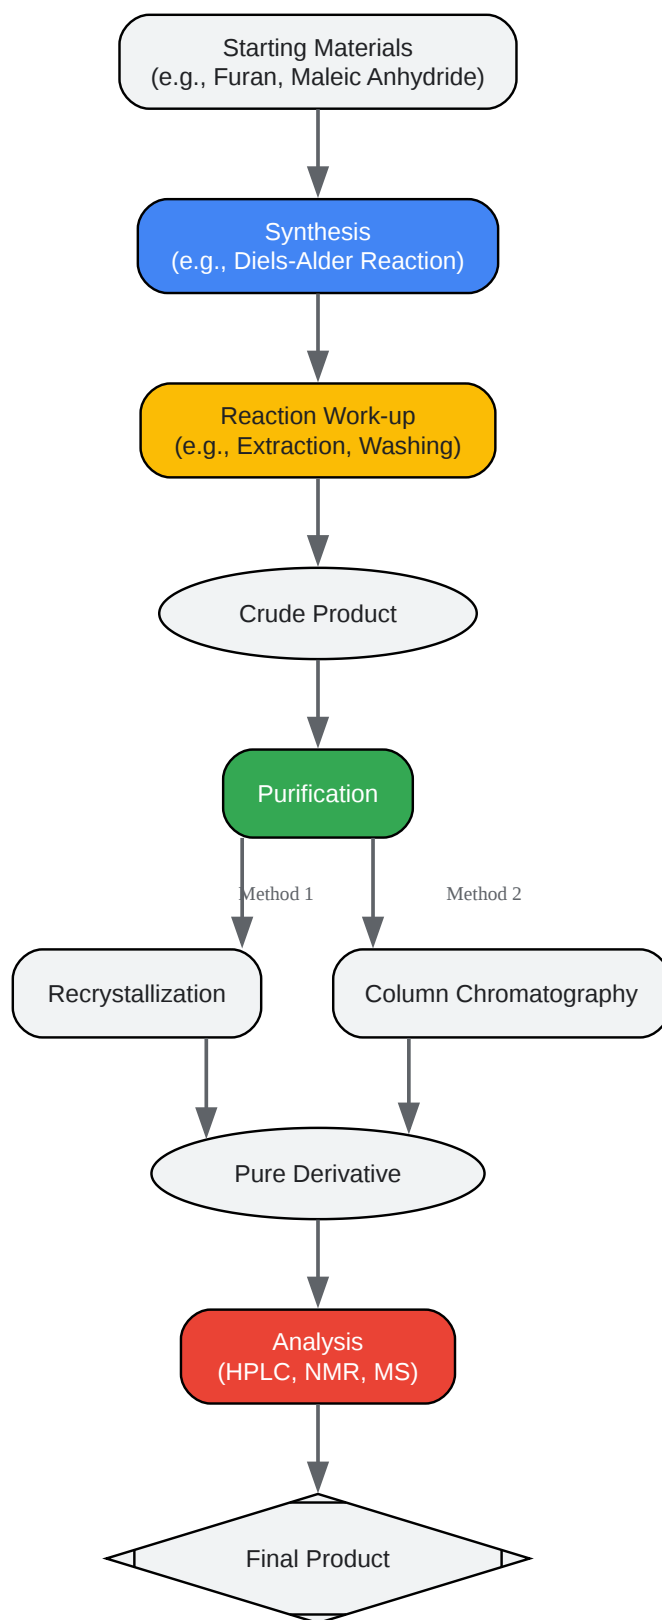 Starting Materials
(e.g., Furan, Maleic Anhydride)
Synthesis
(e.g., Diels-Alder Reaction)
Reaction Work-up
(e.g., Extraction, Washing)
Crude Product
Purification
Method 1
Method 2
Recrystallization
Column Chromatography
Pure Derivative
Analysis
(HPLC, NMR, MS)
Final Product